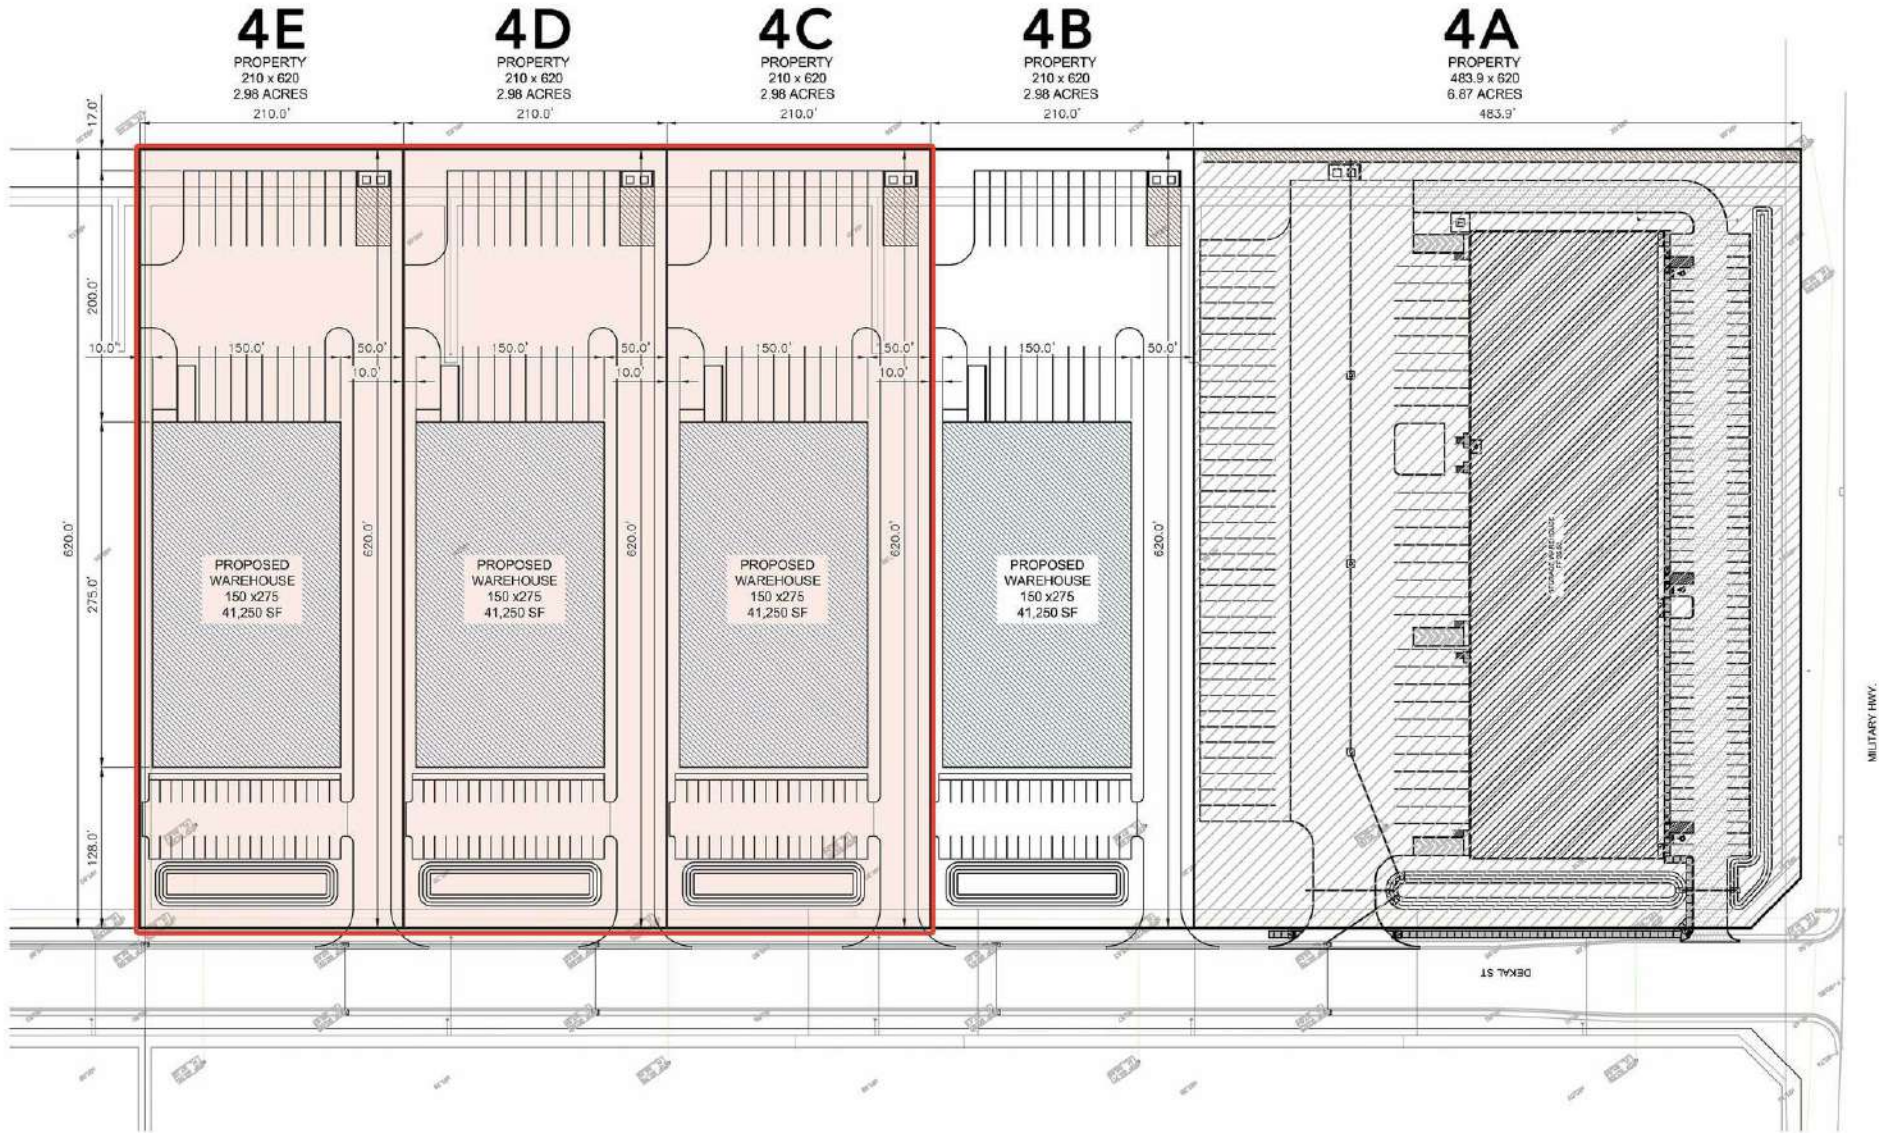 4E
PROPERTY
210 x 620
2.98 ACRES
210.0'
4D
PROPERTY
210 x 620
2.98 ACRES
210.0'
4C
PROPERTY
210 x 620
2.98 ACRES
210.0'
4B
PROPERTY
210 x 620
2.98 ACRES
210.0'
4A
PROPERTY
483.9 x 620
6.87 ACRES
483.9'
17.0'
200.0'
10.0'
150.0'
50.0'
10.0'
150.0'
50.0'
10.0'
150.0'
50.0'
10.0'
150.0'
50.0'
620.0'
275.0'
620.0'
620.0'
620.0'
620.0'
PROPOSED
WAREHOUSE
150 x275
41,250 SF
PROPOSED
WAREHOUSE
150 x275
41,250 SF
PROPOSED
WAREHOUSE
150 x275
41,250 SF
PROPOSED
WAREHOUSE
150 x275
41,250 SF
128.0'
MILITARY HWY.
DEKAL ST